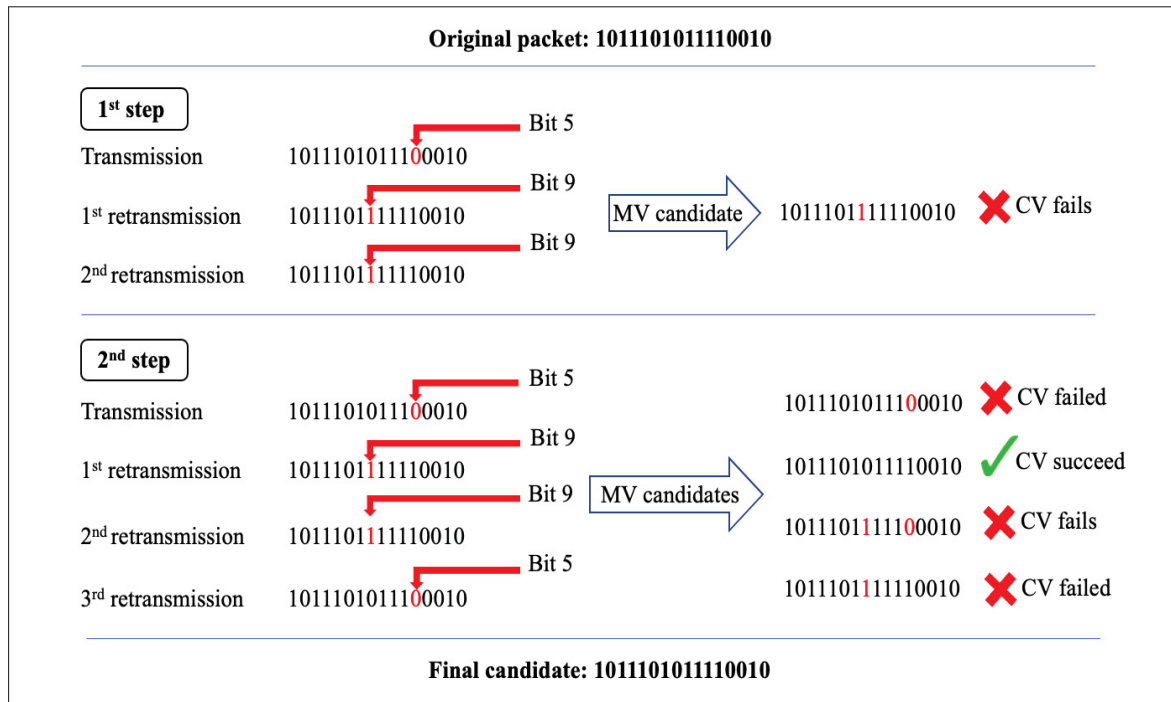 Original packet: 1011101011110010
1st step
Bit 5
Transmission 1011101011100010
Bit 9
1st retransmission 1011101111110010
MV candidate
1011101111110010 CV fails
Bit 9
2nd retransmission 1011101111110010
2nd step
Bit 5
Transmission 1011101011100010
1011101011100010 CV failed
Bit 9
1st retransmission 1011101111110010
1011101011110010 CV succeed
MV candidates
Bit 9
2nd retransmission 1011101111110010
1011101111100010 CV fails
Bit 5
3rd retransmission 1011101011100010
1011101111110010 CV failed
Final candidate: 1011101011110010